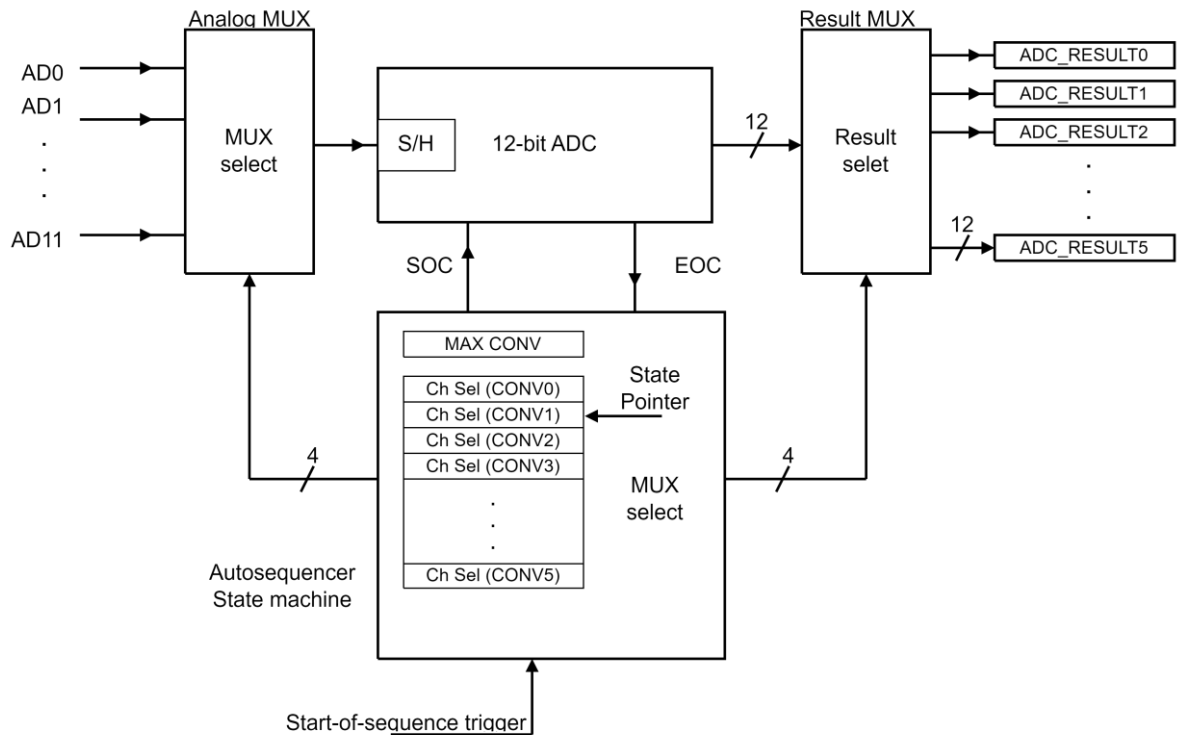 Analog MUX
Result MUX
AD0
AD1
.
.
.
AD11
MUX
select
S/H
12-bit ADC
12
Result
selet
ADC_RESULT0
ADC_RESULT1
ADC_RESULT2
.
.
.
12
ADC_RESULT5
SOC
EOC
MAX CONV
Ch Sel (CONV0)
Ch Sel (CONV1)
Ch Sel (CONV2)
Ch Sel (CONV3)
.
.
.
Ch Sel (CONV5)
State
Pointer
4
4
MUX
select
Autosequencer
State machine
Start-of-sequence trigger